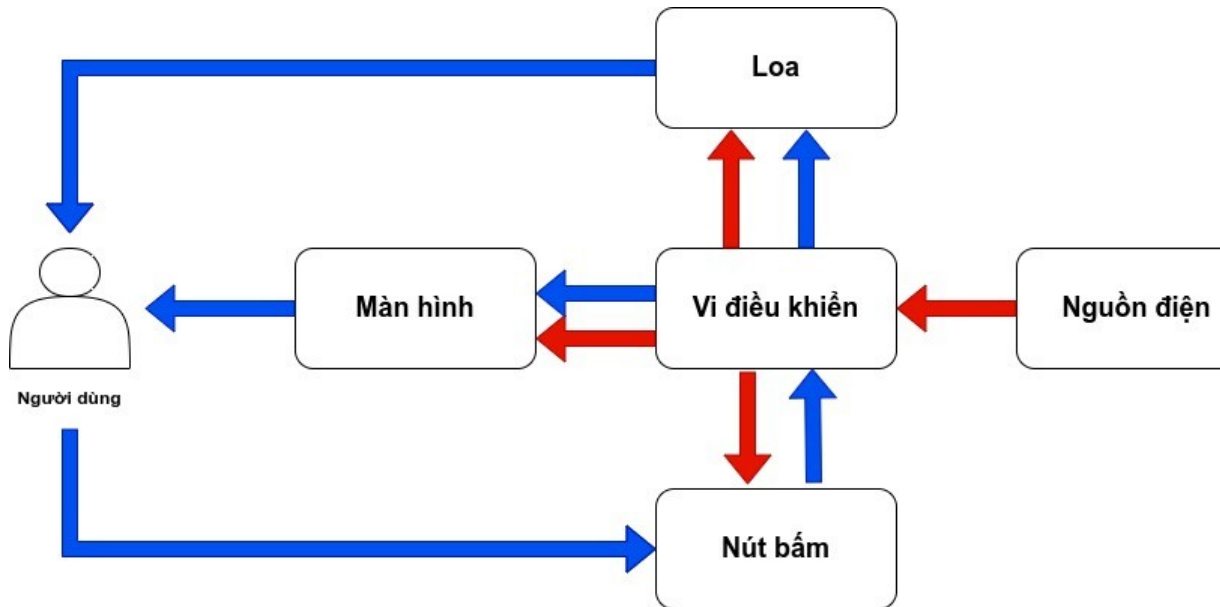 Loa
Màn hình
Vi điều khiển
Nguồn điện
Người dùng
Nút bấm